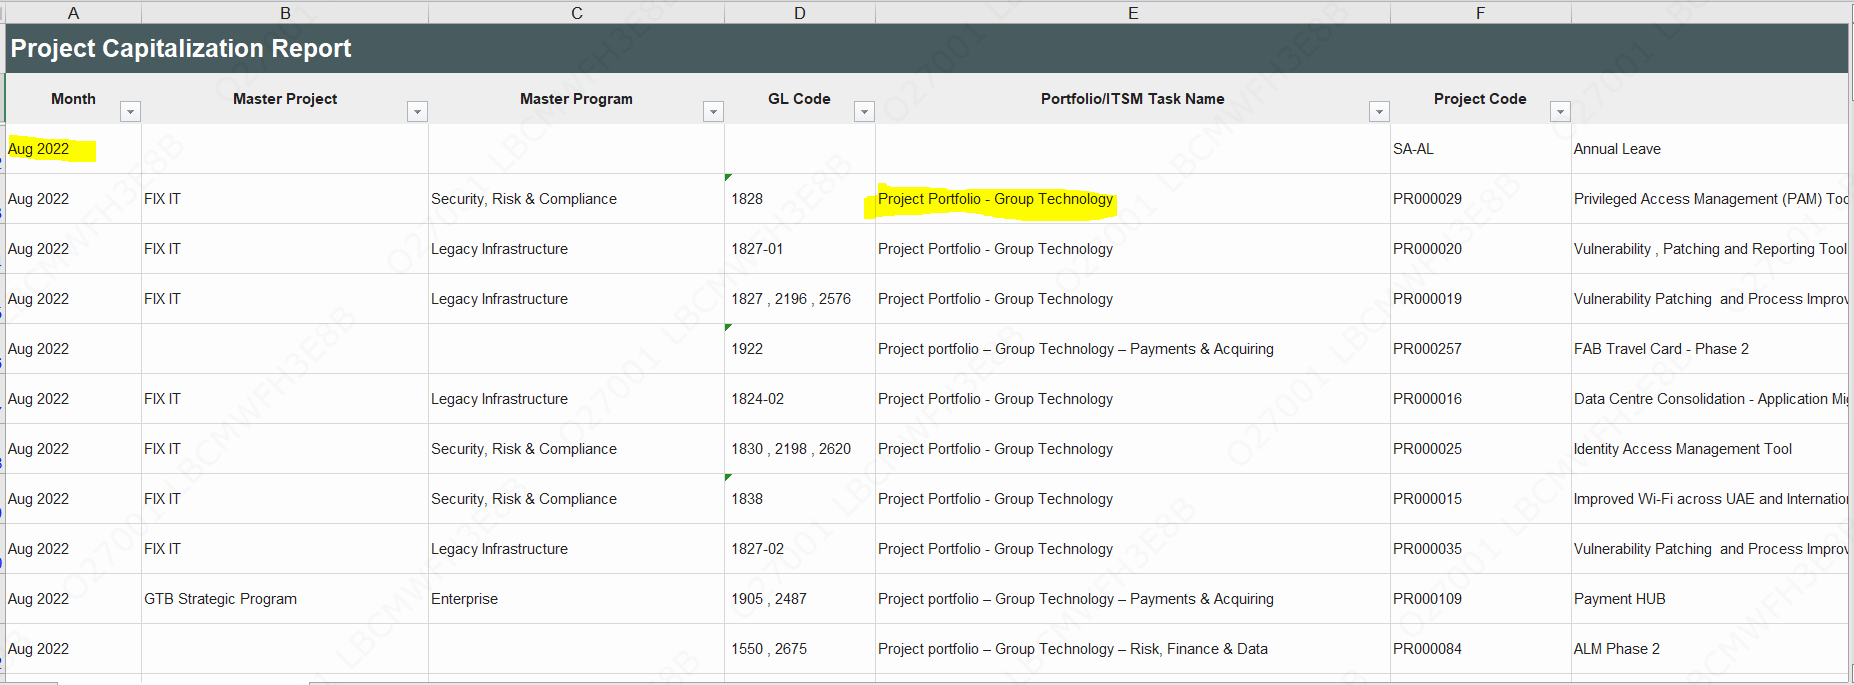 A B C D E F
Project Capitalization Report
Month Master Project Master Program GL Code Portfolio/ITSM Task Name Project Code
Aug 2022 SA-AL Annual Leave
Aug 2022 FIX IT Security, Risk & Compliance 1828 Project Portfolio - Group Technology PR000029 Privileged Access Management (PAM)
Aug 2022 FIX IT Legacy Infrastructure 1827-01 Project Portfolio - Group Technology PR000020 Vulnerability , Patching and Reporting Tool
Aug 2022 FIX IT Legacy Infrastructure 1827 , 2196 , 2576 Project Portfolio - Group Technology PR000019 Vulnerability Patching and Process
Aug 2022 1922 Project portfolio – Group Technology – Payments & Acquiring PR000257 FAB Travel Card - Phase 2
Aug 2022 FIX IT Legacy Infrastructure 1824-02 Project Portfolio - Group Technology PR000016 Data Centre Consolidation - Application
Aug 2022 FIX IT Security, Risk & Compliance 1830 , 2198 , 2620 Project Portfolio - Group Technology PR000025 Identity Access Management Tool
Aug 2022 FIX IT Security, Risk & Compliance 1838 Project Portfolio - Group Technology PR000015 Improved Wi-Fi across UAE and
Aug 2022 FIX IT Legacy Infrastructure 1827-02 Project Portfolio - Group Technology PR000035 Vulnerability Patching and Process
Aug 2022 GTB Strategic Program Enterprise 1905 , 2487 Project portfolio – Group Technology – Payments & Acquiring PR000109 Payment HUB
Aug 2022 1550 , 2675 Project portfolio – Group Technology – Risk, Finance & Data PR000084 ALM Phase 2
O27001 LBCMWFH3E8B